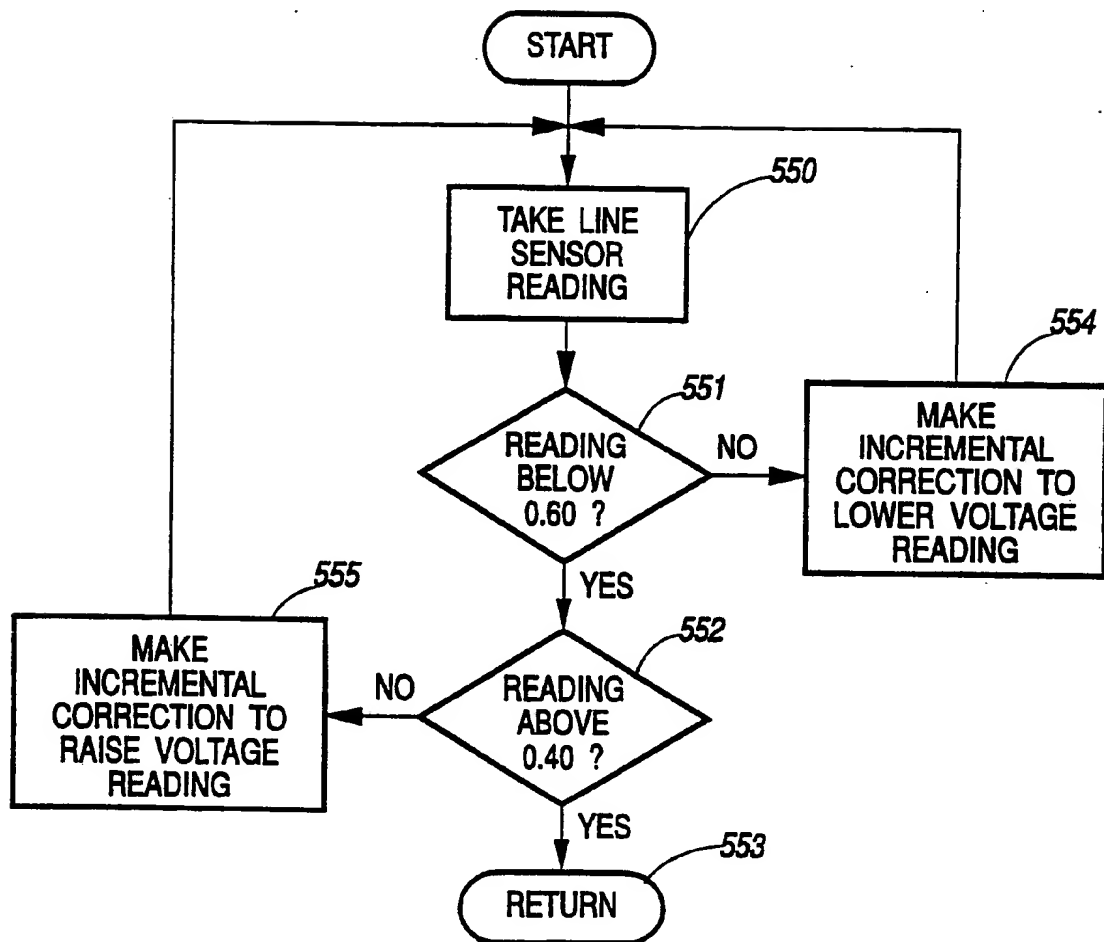 START
550
TAKE LINE
SENSOR
READING
554
551
READING
BELOW
0.60 ?
NO
MAKE
INCREMENTAL
CORRECTION TO
LOWER VOLTAGE
READING
YES
555
552
MAKE
INCREMENTAL
CORRECTION TO
RAISE VOLTAGE
READING
NO
READING
ABOVE
0.40 ?
YES
553
RETURN